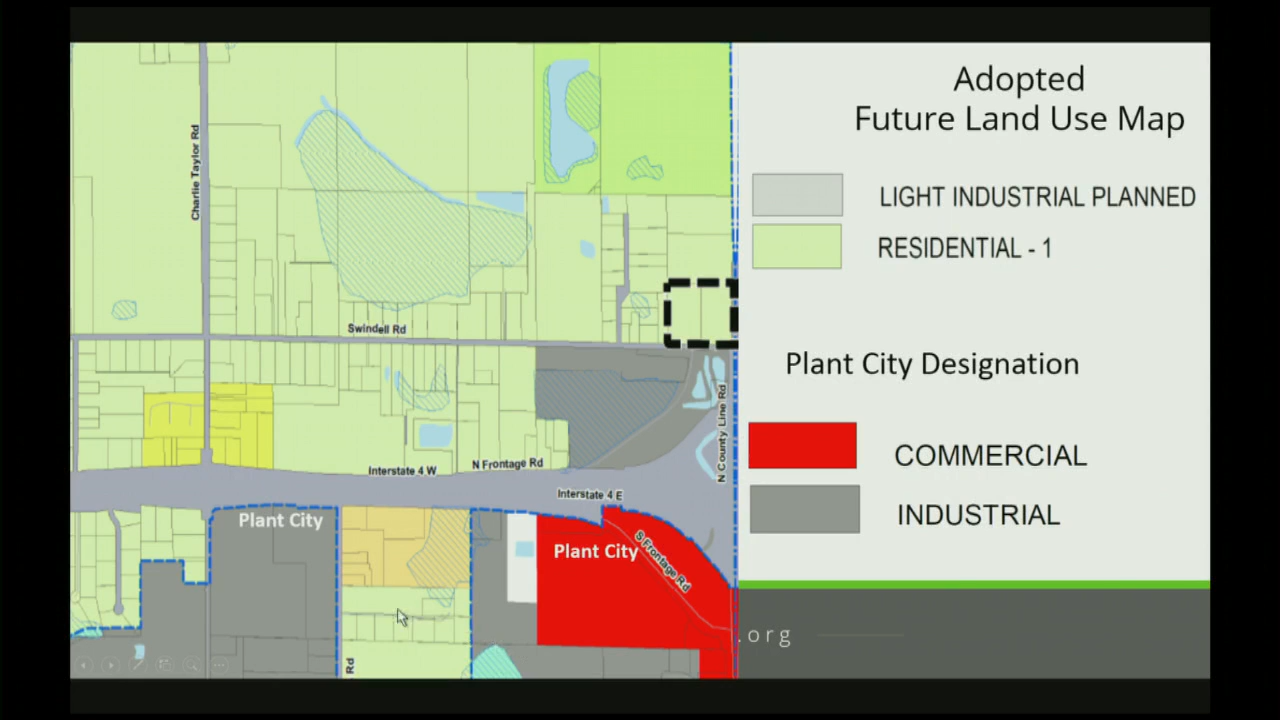 Adopted
Future Land Use Map
LIGHT INDUSTRIAL PLANNED
RESIDENTIAL - 1
Plant City Designation
COMMERCIAL
INDUSTRIAL
.org
Charlie Taylor Rd
Swindell Rd
N County Line Rd
Interstate 4 W
N Frontage Rd
Interstate 4 E
Plant City
Plant City
S Frontage Rd
Rd